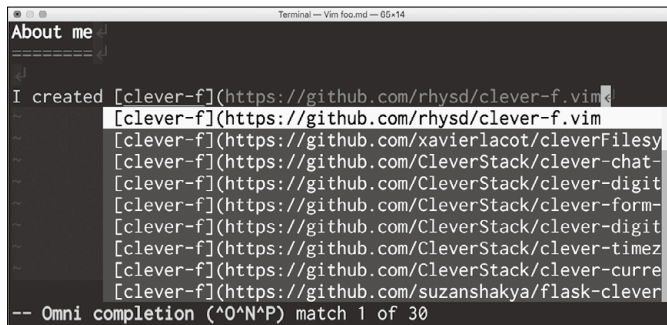 Terminal — Vim foo.md — 65×14
About me↲
========↲
↲
I created [clever-f](https://github.com/rhysd/clever-f.vim↲
~ [clever-f](https://github.com/rhysd/clever-f.vim
~ [clever-f](https://github.com/xavierlacot/cleverFilesy
~ [clever-f](https://github.com/CleverStack/clever-chat-
~ [clever-f](https://github.com/CleverStack/clever-digit
~ [clever-f](https://github.com/CleverStack/clever-form-
~ [clever-f](https://github.com/CleverStack/clever-digit
~ [clever-f](https://github.com/CleverStack/clever-timez
~ [clever-f](https://github.com/CleverStack/clever-curre
[clever-f](https://github.com/suzanshakya/flask-clever
-- Omni completion (^O^N^P) match 1 of 30